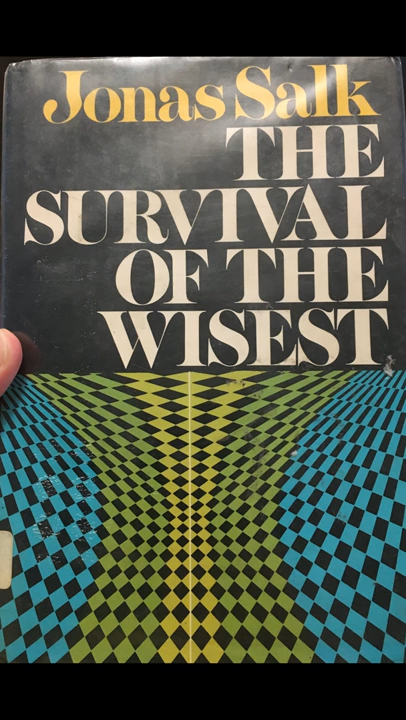 Jonas Salk
THE
SURVIVAL
OF THE
WISEST